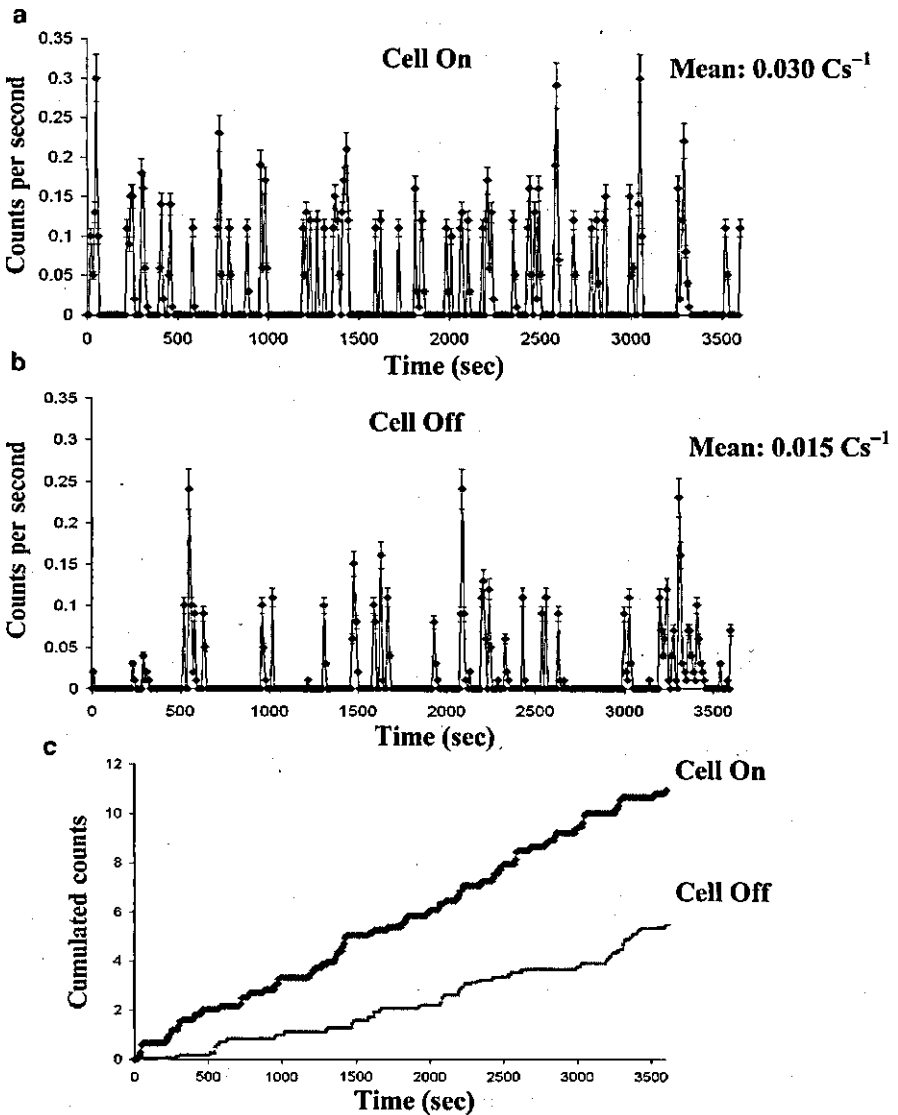 a
Cell On
Mean: 0.030 Cs⁻¹
Counts per second
0.35
0.3
0.25
0.2
0.15
0.1
0.05
0
0 500 1000 1500 2000 2500 3000 3500
Time (sec)
b
Cell Off
Mean: 0.015 Cs⁻¹
Counts per second
0.35
0.3
0.25
0.2
0.15
0.1
0.05
0
0 500 1000 1500 2000 2500 3000 3500
Time (sec)
c
Cell On
Cell Off
Cumulated counts
12
10
8
6
4
2
0
0 500 1000 1500 2000 2500 3000 3500
Time (sec)